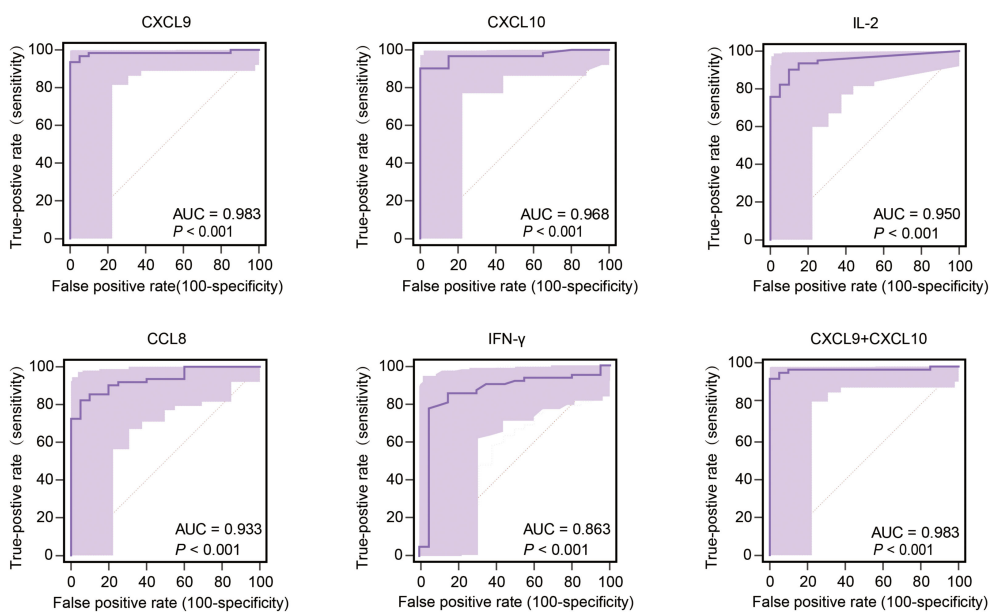 CXCL9
True-postive rate (sensitivity)
100
80
60
40
20
0
AUC = 0.983
P < 0.001
0 20 40 60 80 100
False positive rate(100-specificity)
CXCL10
True-postive rate (sensitivity)
100
80
60
40
20
0
AUC = 0.968
P < 0.001
0 20 40 60 80 100
False positive rate (100-specificity)
IL-2
True-postive rate (sensitivity)
100
80
60
40
20
0
AUC = 0.950
P < 0.001
0 20 40 60 80 100
False positive rate (100-specificity)
CCL8
True-postive rate (sensitivity)
100
80
60
40
20
0
AUC = 0.933
P < 0.001
0 20 40 60 80 100
False positive rate (100-specificity)
IFN-γ
True-postive rate (sensitivity)
100
80
60
40
20
0
AUC = 0.863
P < 0.001
0 20 40 60 80 100
False positive rate (100-specificity)
CXCL9+CXCL10
True-postive rate (sensitivity)
100
80
60
40
20
0
AUC = 0.983
P < 0.001
0 20 40 60 80 100
False positive rate (100-specificity)